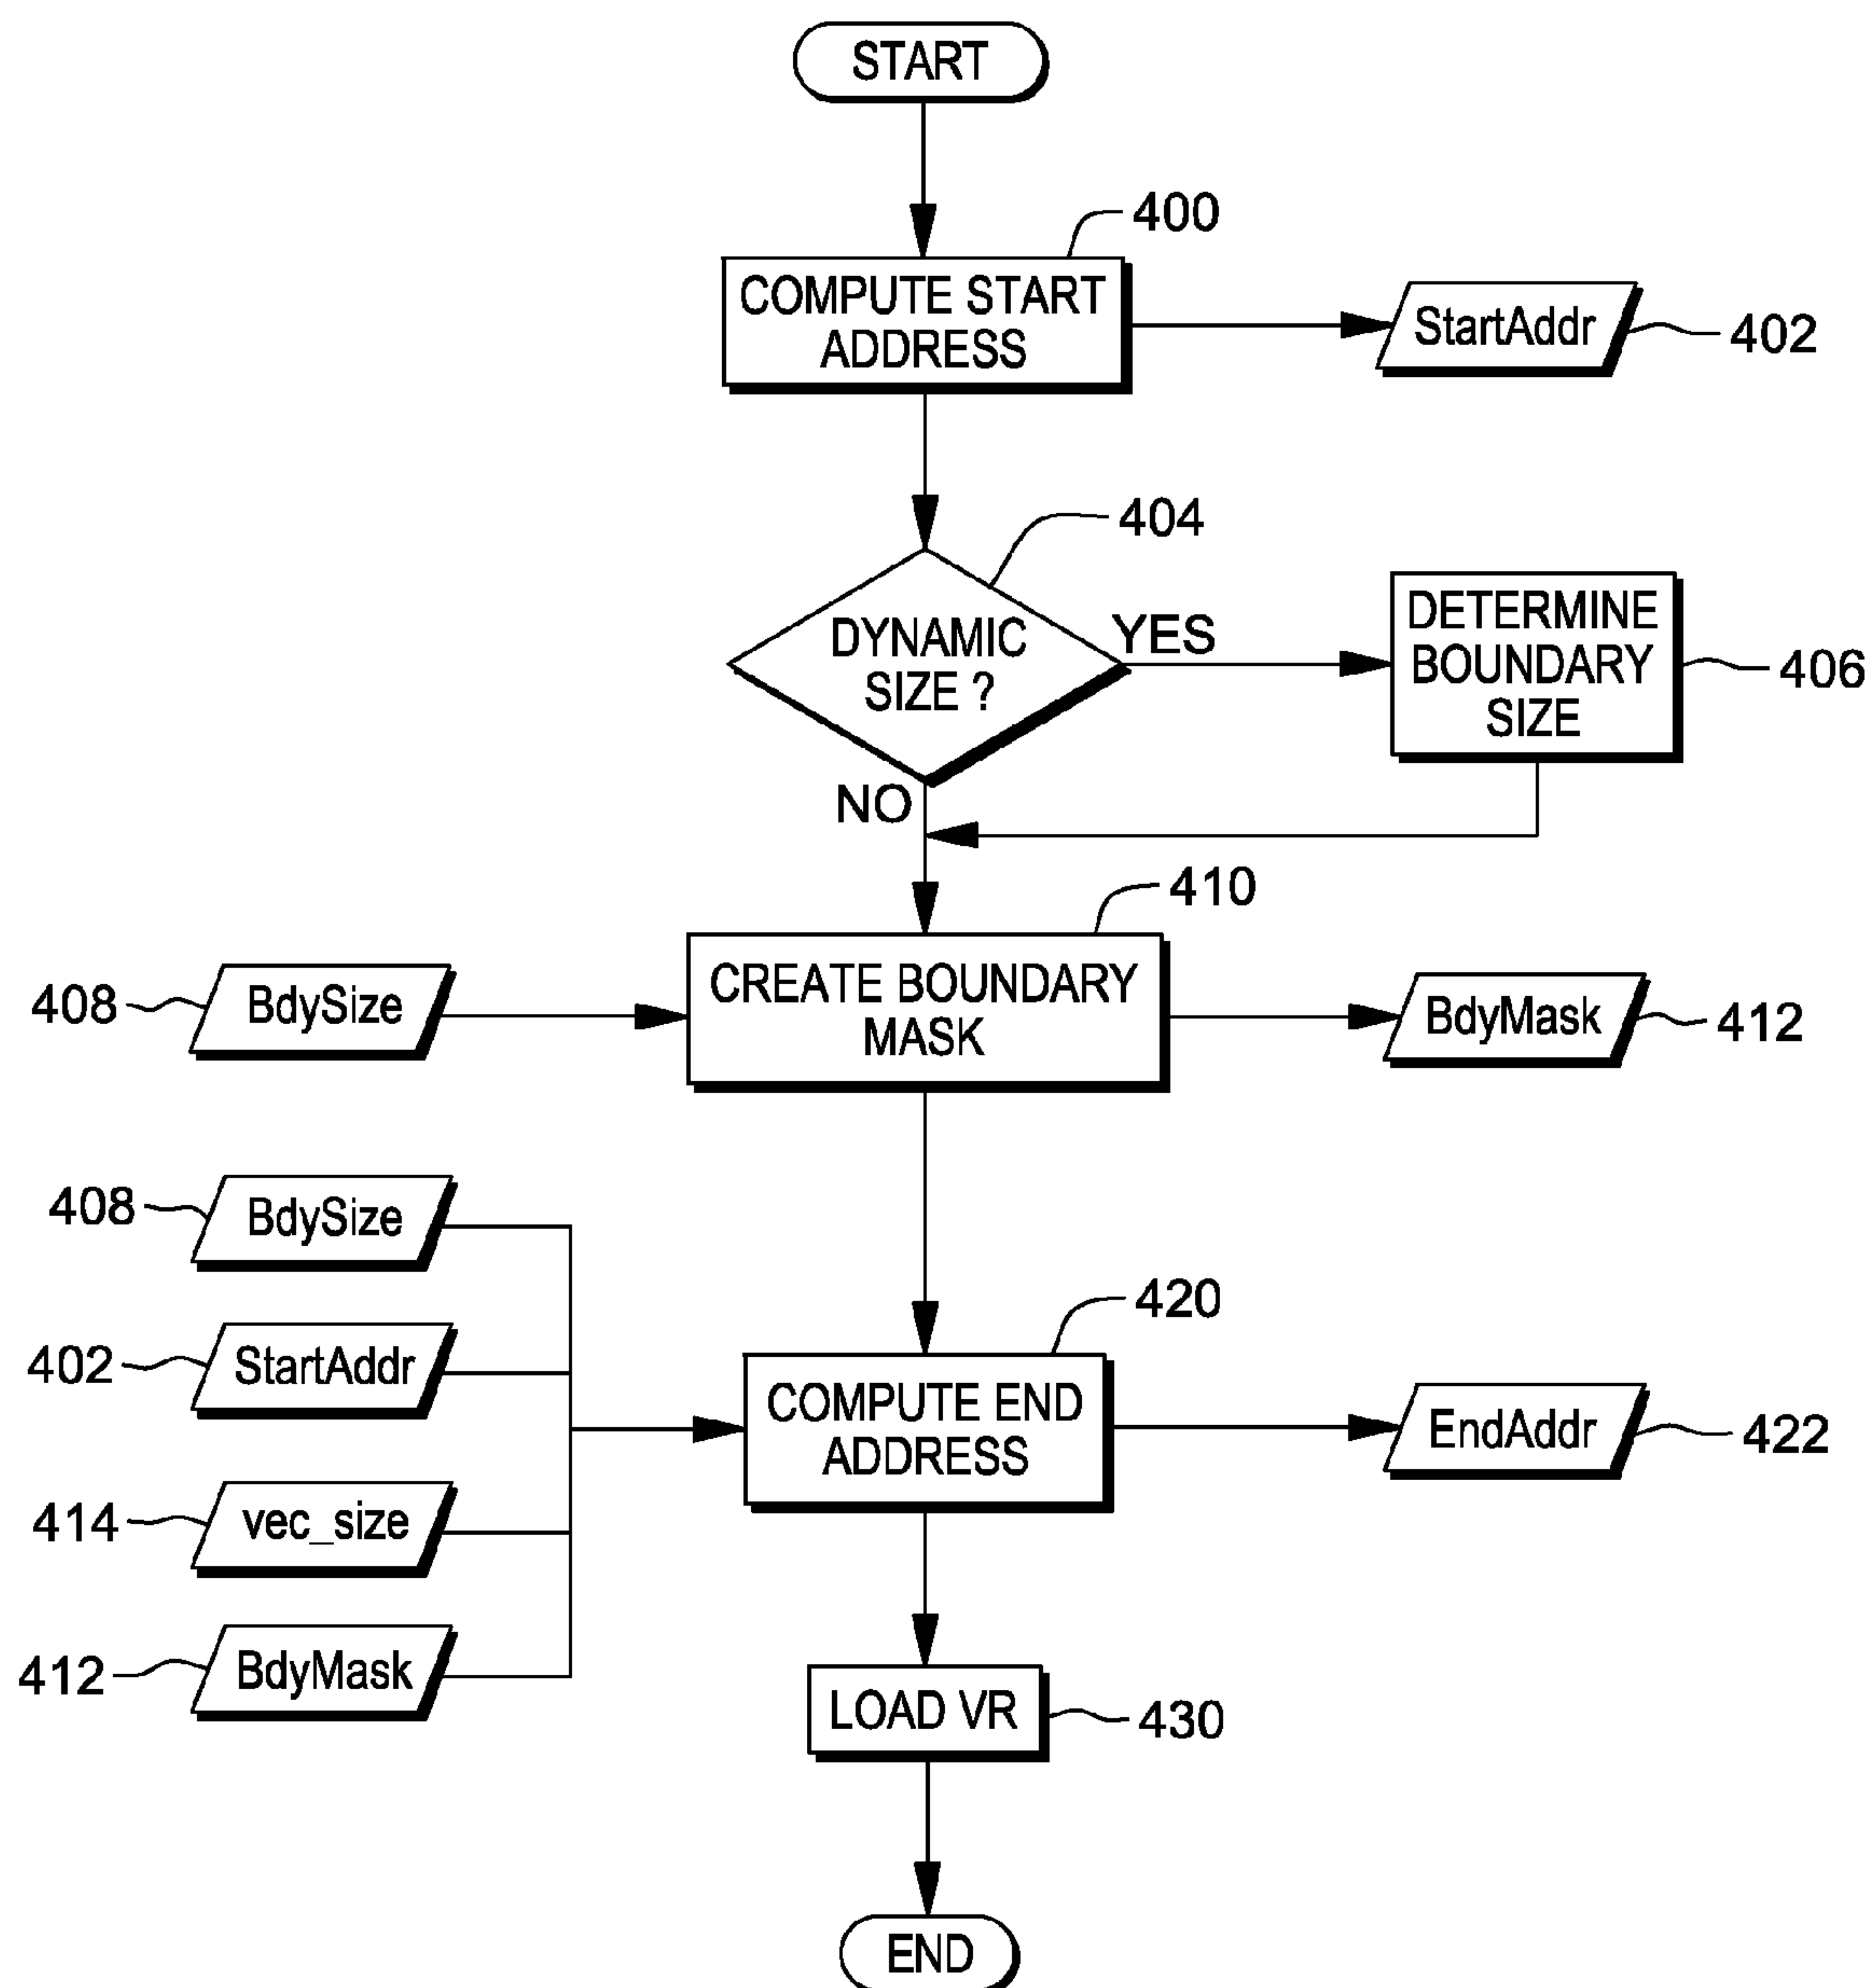 START
400
COMPUTE START
ADDRESS
StartAddr
402
404
DYNAMIC
SIZE ?
YES
DETERMINE
BOUNDARY
SIZE
406
NO
410
408
BdySize
CREATE BOUNDARY
MASK
BdyMask
412
408
BdySize
402
StartAddr
414
vec_size
412
BdyMask
420
COMPUTE END
ADDRESS
EndAddr
422
LOAD VR
430
END